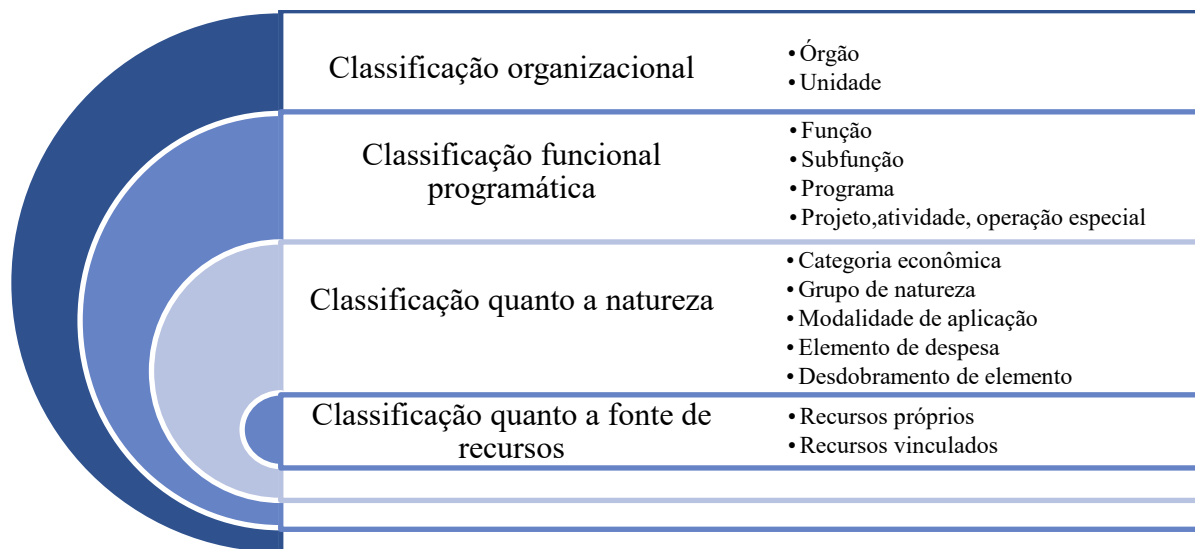 Classificação organizacional
• Órgão
• Unidade
Classificação funcional
programática
• Função
• Subfunção
• Programa
• Projeto,atividade, operação especial
Classificação quanto a natureza
• Categoria econômica
• Grupo de natureza
• Modalidade de aplicação
• Elemento de despesa
• Desdobramento de elemento
Classificação quanto a fonte de
recursos
• Recursos próprios
• Recursos vinculados